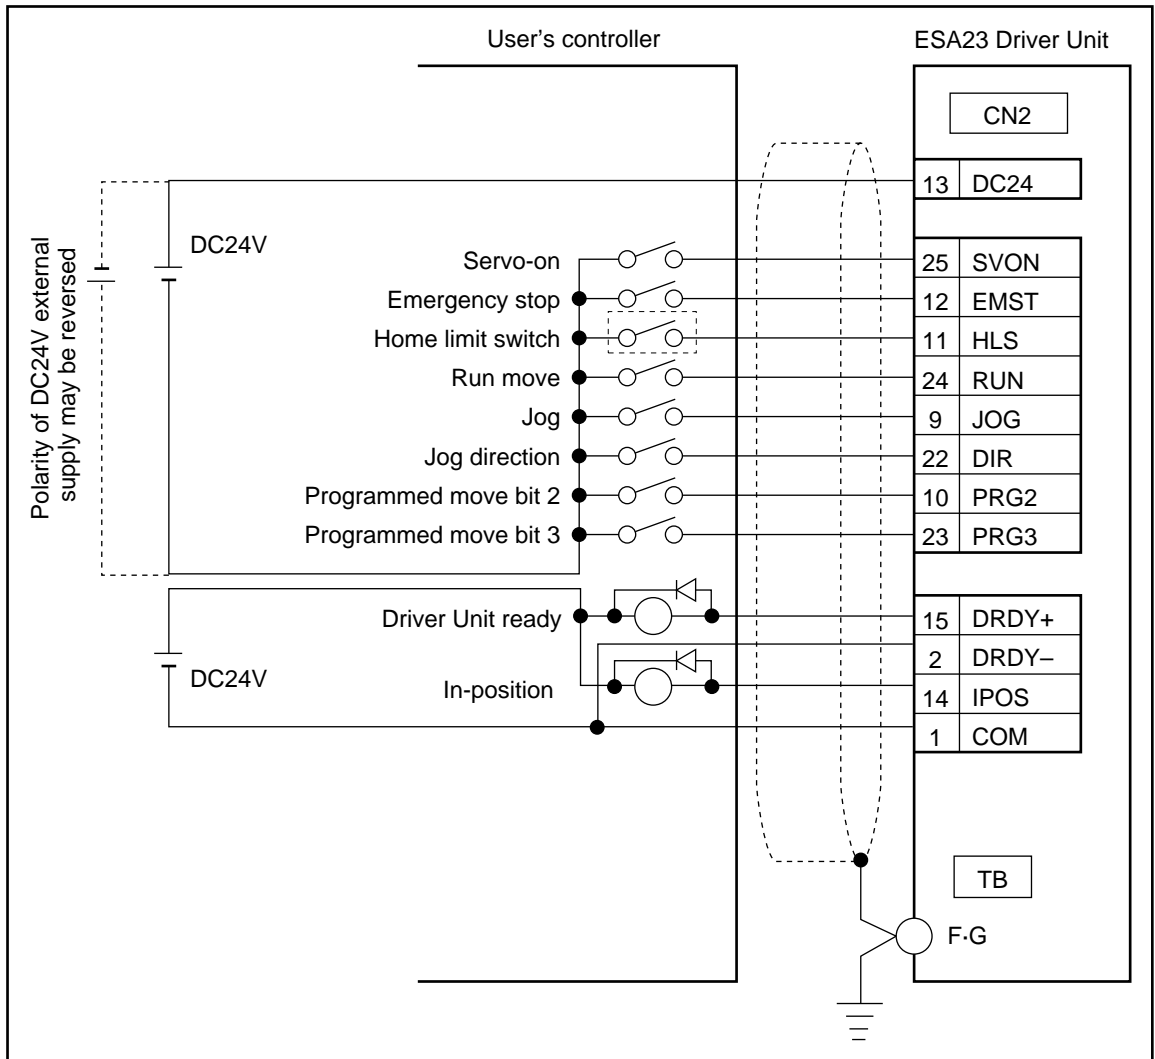 User's controller
ESA23 Driver Unit
CN2
13 DC24
Polarity of DC24V external
supply may be reversed
DC24V
Servo-on
25 SVON
Emergency stop
12 EMST
Home limit switch
11 HLS
Run move
24 RUN
Jog
9 JOG
Jog direction
22 DIR
Programmed move bit 2
10 PRG2
Programmed move bit 3
23 PRG3
Driver Unit ready
15 DRDY+
2 DRDY–
DC24V
In-position
14 IPOS
1 COM
TB
F·G